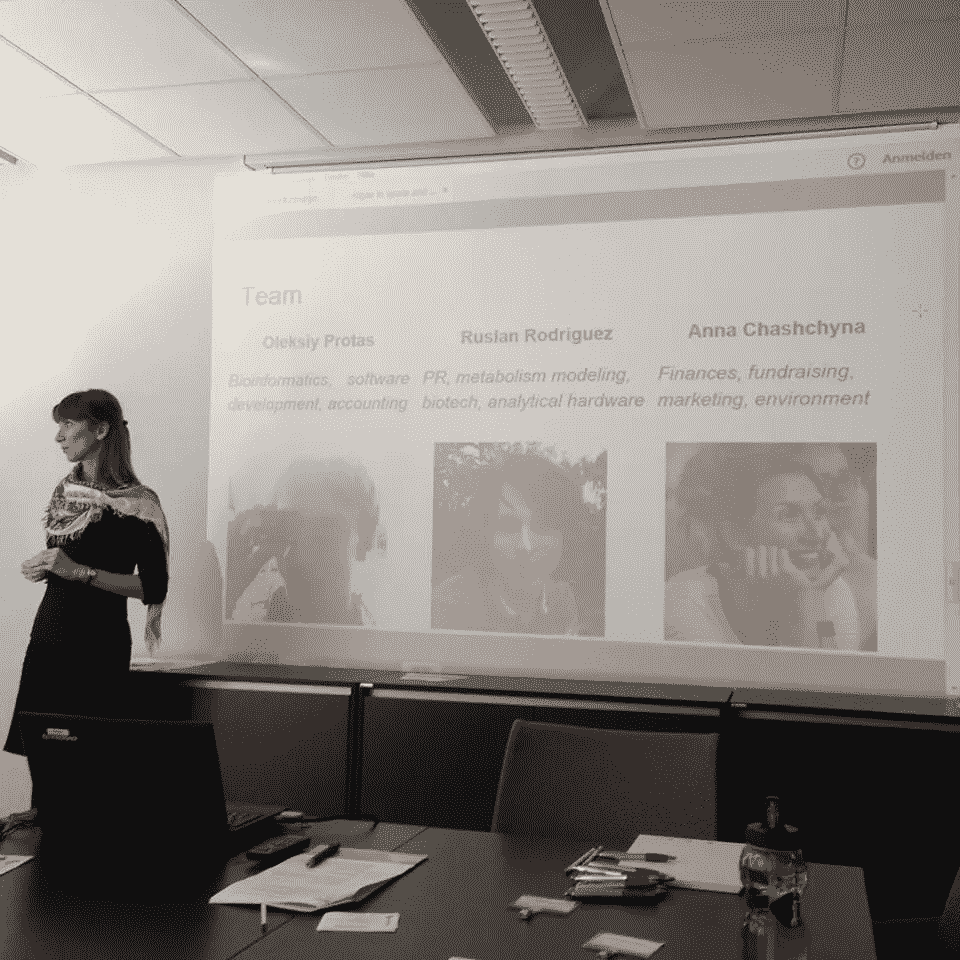 Anmelden
Team
Oleksiy Protas
Ruslan Rodriguez
Anna Chashchyna
Bioinformatics, software
development, accounting
PR, metabolism modeling,
biotech, analytical hardware
Finances, fundraising,
marketing, environment
lenovo